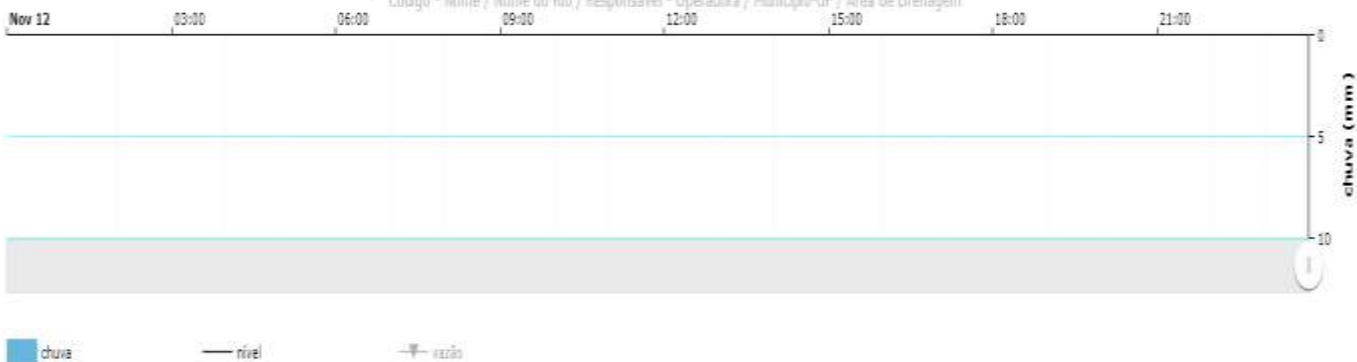 Código - Nome / Nome do Rio / Responsável - Operadora / Município-UF / Área de Drenagem
Nov 12 03:00 06:00 09:00 12:00 15:00 18:00 21:00
0
5
10
chuva (mm)
chuva nível vazão